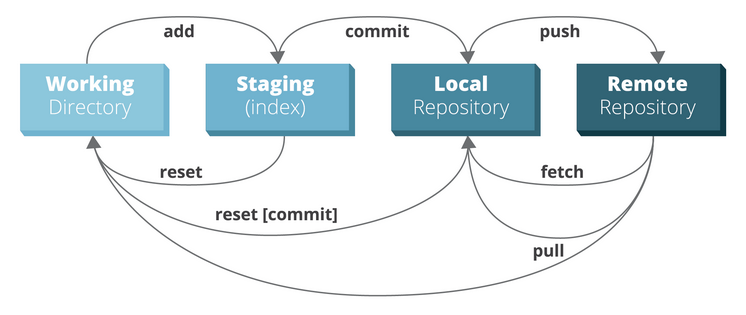 add
commit
push
Working
Directory
Staging
(index)
Local
Repository
Remote
Repository
reset
fetch
reset [commit]
pull